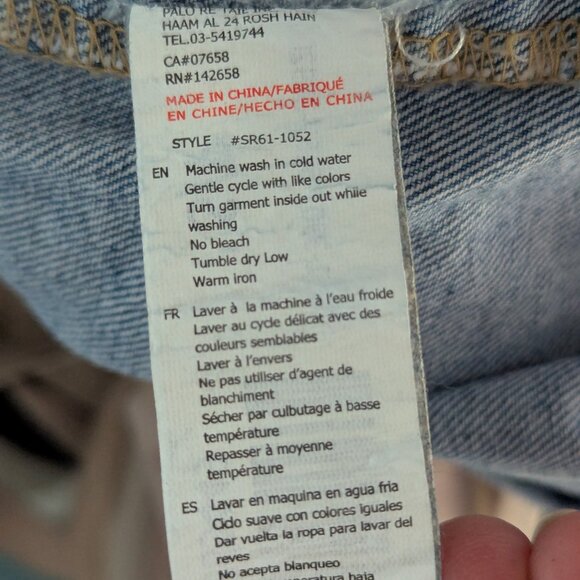 HAAM AL 24 ROSH HAIN
TEL.03-5419744
CA#07658
RN#142658
MADE IN CHINA/FABRIQUÉ
EN CHINE/HECHO EN CHINA
STYLE #SR61-1052
EN Machine wash in cold water
Gentle cycle with like colors
Turn garment inside out while
washing
No bleach
Tumble dry Low
Warm iron
FR Laver à la machine à l'eau froide
Laver au cycle délicat avec des
couleurs semblables
Laver à l'envers
Ne pas utiliser d'agent de
blanchiment
Sécher par culbutage à basse
température
Repasser à moyenne
température
ES Lavar en maquina en agua fria
Ciclo suave con colores iguales
Dar vuelta la ropa para lavar del
reves
No acepta blanqueo